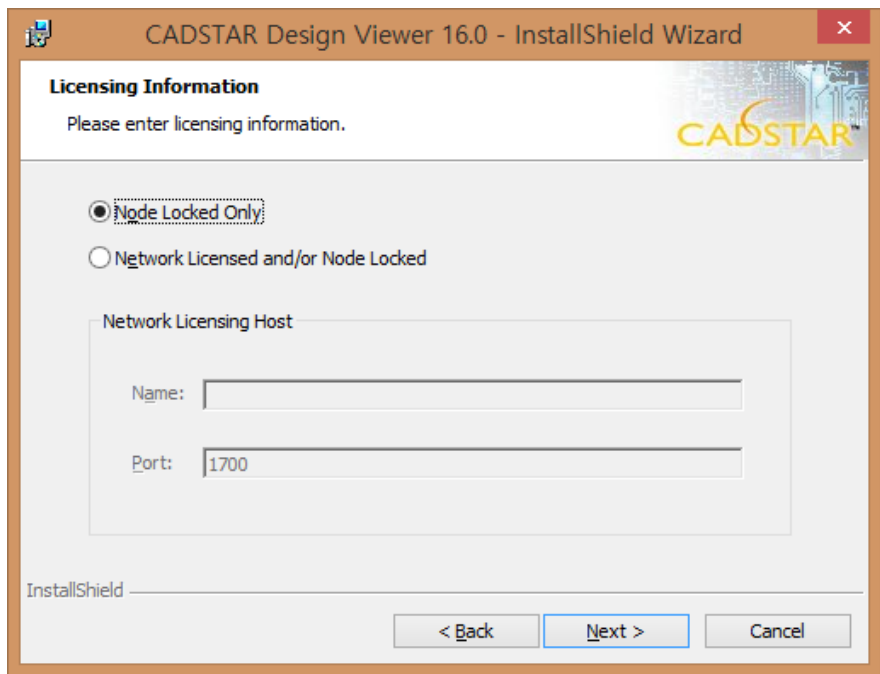 CADSTAR Design Viewer 16.0 - InstallShield Wizard
Licensing Information
Please enter licensing information.
CADSTAR™
Node Locked Only
Network Licensed and/or Node Locked
Network Licensing Host
Name:
Port: 1700
InstallShield
< Back Next > Cancel